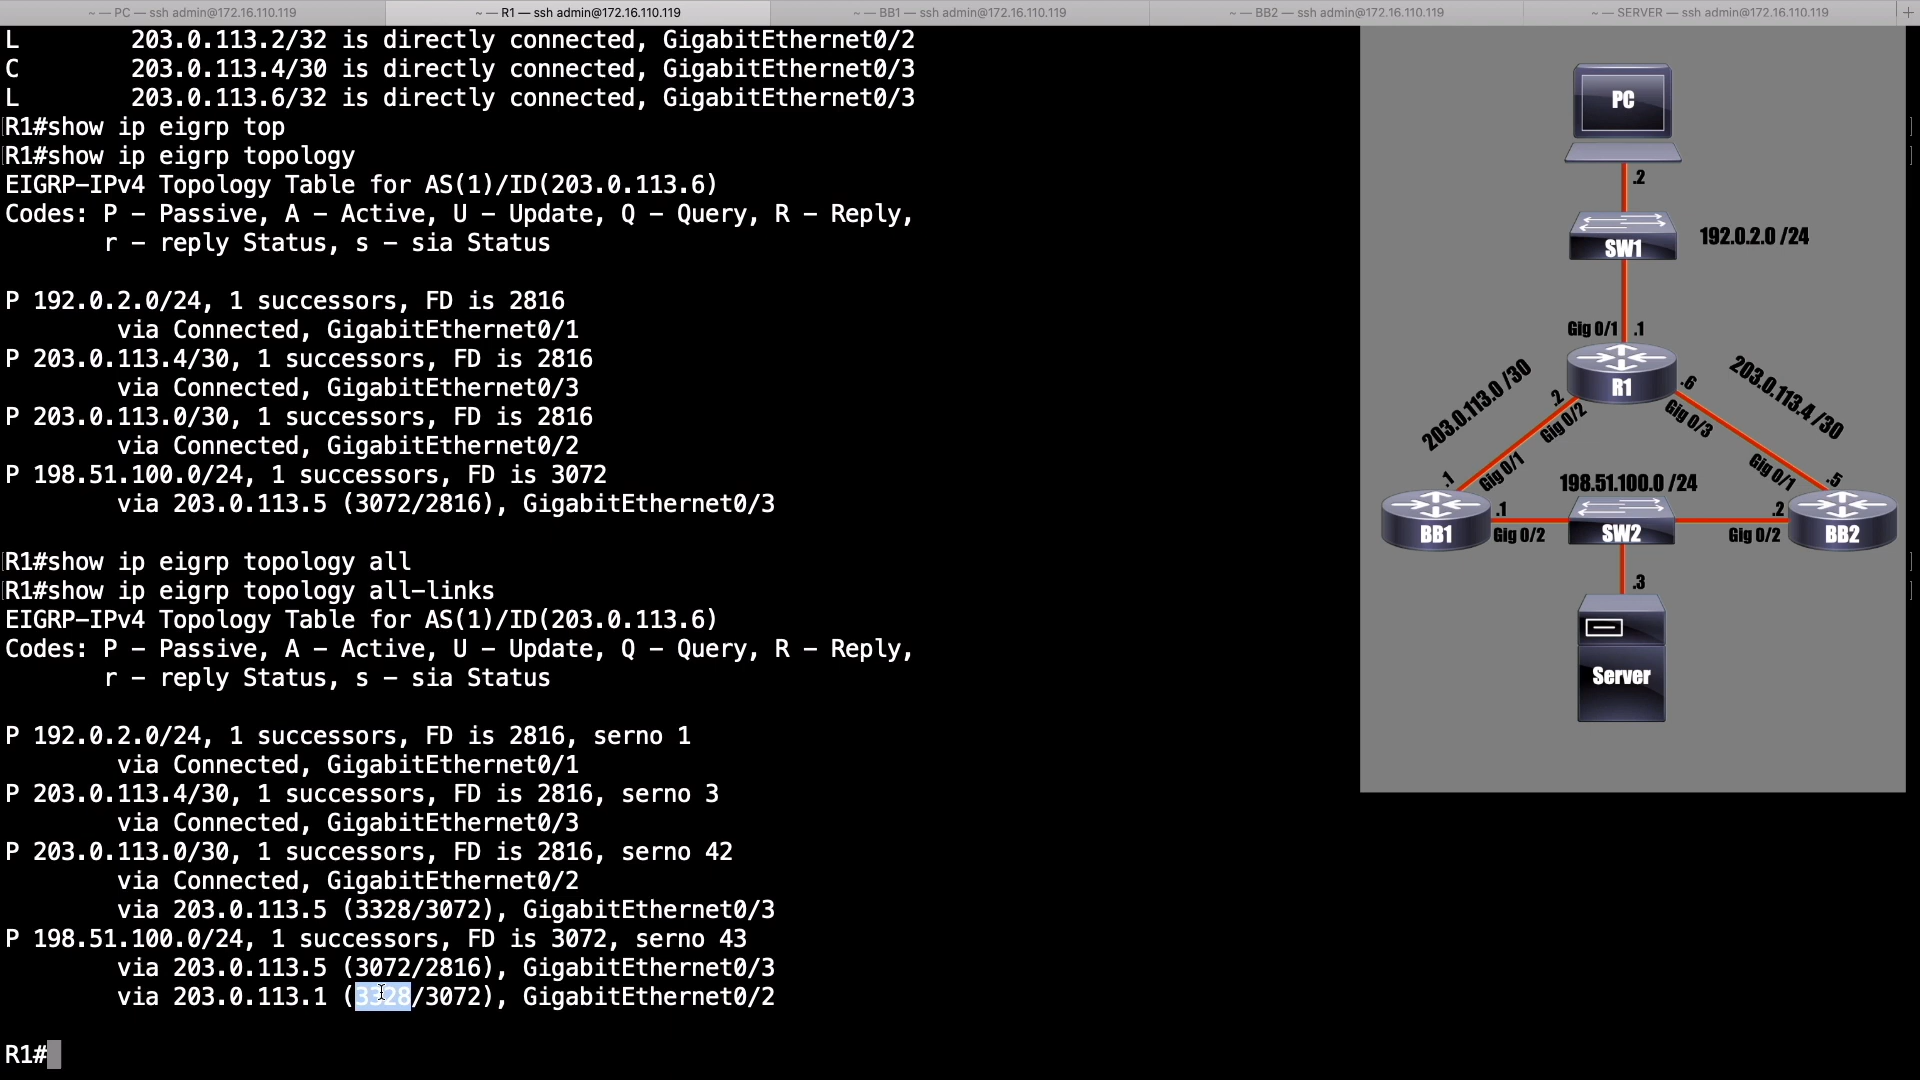 ~ — PC — ssh admin@172.16.110.119
~ — R1 — ssh admin@172.16.110.119
~ — BB1 — ssh admin@172.16.110.119
~ — BB2 — ssh admin@172.16.110.119
~ — SERVER — ssh admin@172.16.110.119
+
L        203.0.113.2/32 is directly connected, GigabitEthernet0/2
C        203.0.113.4/30 is directly connected, GigabitEthernet0/3
L        203.0.113.6/32 is directly connected, GigabitEthernet0/3
[R1#show ip eigrp top ]
[R1#show ip eigrp topology ]
EIGRP-IPv4 Topology Table for AS(1)/ID(203.0.113.6)
Codes: P - Passive, A - Active, U - Update, Q - Query, R - Reply,
       r - reply Status, s - sia Status
P 192.0.2.0/24, 1 successors, FD is 2816
        via Connected, GigabitEthernet0/1
P 203.0.113.4/30, 1 successors, FD is 2816
        via Connected, GigabitEthernet0/3
P 203.0.113.0/30, 1 successors, FD is 2816
        via Connected, GigabitEthernet0/2
P 198.51.100.0/24, 1 successors, FD is 3072
        via 203.0.113.5 (3072/2816), GigabitEthernet0/3
[R1#show ip eigrp topology all ]
[R1#show ip eigrp topology all-links ]
EIGRP-IPv4 Topology Table for AS(1)/ID(203.0.113.6)
Codes: P - Passive, A - Active, U - Update, Q - Query, R - Reply,
       r - reply Status, s - sia Status
P 192.0.2.0/24, 1 successors, FD is 2816, serno 1
        via Connected, GigabitEthernet0/1
P 203.0.113.4/30, 1 successors, FD is 2816, serno 3
        via Connected, GigabitEthernet0/3
P 203.0.113.0/30, 1 successors, FD is 2816, serno 42
        via Connected, GigabitEthernet0/2
        via 203.0.113.5 (3328/3072), GigabitEthernet0/3
P 198.51.100.0/24, 1 successors, FD is 3072, serno 43
        via 203.0.113.5 (3072/2816), GigabitEthernet0/3
        via 203.0.113.1 (3328/3072), GigabitEthernet0/2
R1#
PC
.2
SW1
192.0.2.0 /24
Gig 0/1 .1
R1
.2
Gig 0/2
.6
Gig 0/3
203.0.113.0 /30
203.0.113.4 /30
.1
Gig 0/1
Gig 0/1
.5
198.51.100.0 /24
BB1
.1
Gig 0/2
SW2
.2
Gig 0/2
BB2
.3
Server